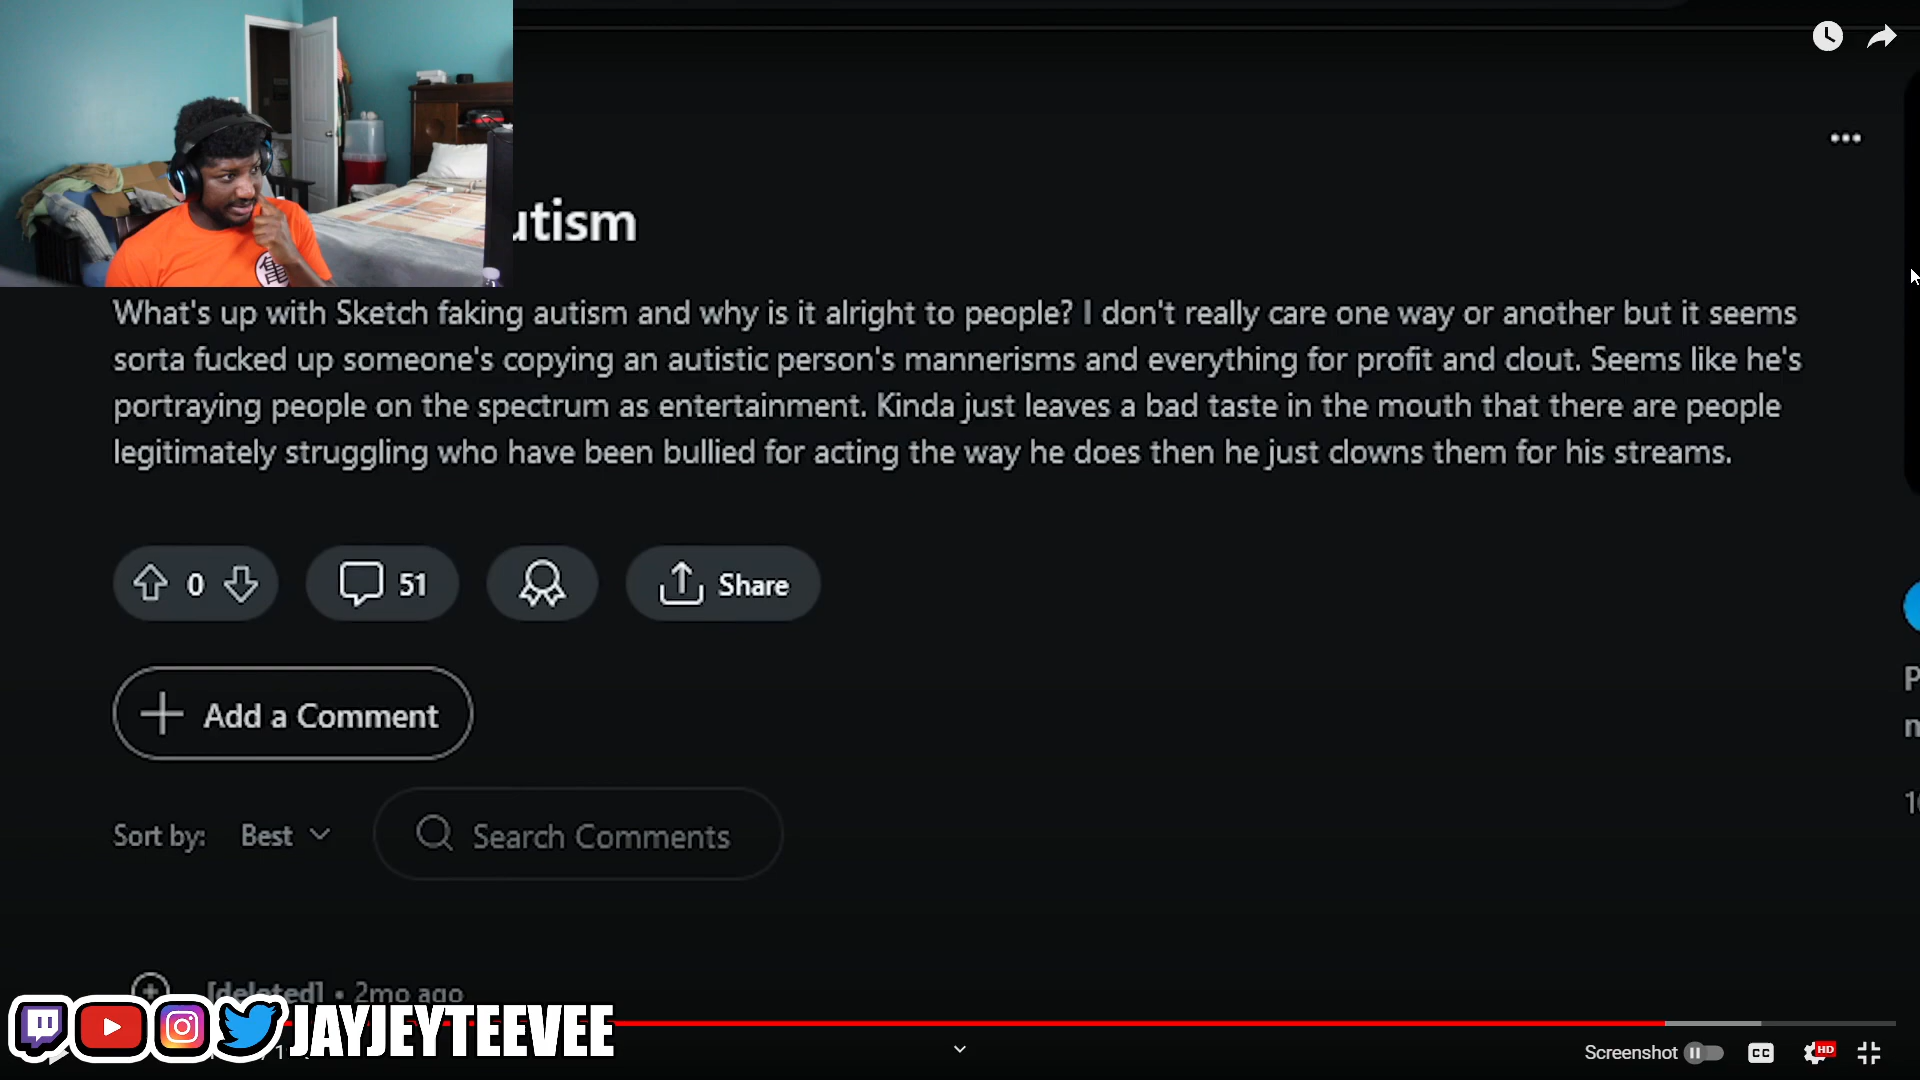 utism
What's up with Sketch faking autism and why is it alright to people? I don't really care one way or another but it seems
sorta fucked up someone's copying an autistic person's mannerisms and everything for profit and clout. Seems like he's
portraying people on the spectrum as entertainment. Kinda just leaves a bad taste in the mouth that there are people
legitimately struggling who have been bullied for acting the way he does then he just clowns them for his streams.
0
51
Share
Add a Comment
Sort by: Best
Search Comments
[deleted] • 2mo ago
JAYJEYTEEVEE
Screenshot
CC
HD
亀
P